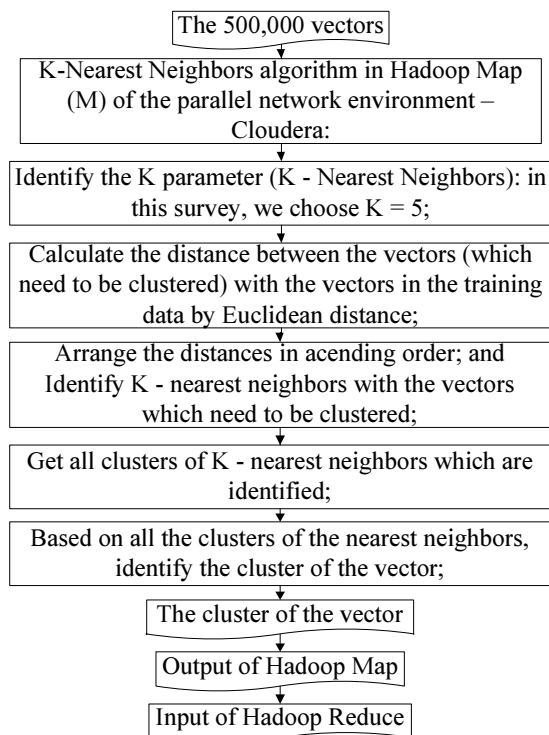 The 500,000 vectors
K-Nearest Neighbors algorithm in Hadoop Map
(M) of the parallel network environment –
Cloudera:
Identify the K parameter (K - Nearest Neighbors): in
this survey, we choose K = 5;
Calculate the distance between the vectors (which
need to be clustered) with the vectors in the training
data by Euclidean distance;
Arrange the distances in acending order; and
Identify K - nearest neighbors with the vectors
which need to be clustered;
Get all clusters of K - nearest neighbors which are
identified;
Based on all the clusters of the nearest neighbors,
identify the cluster of the vector;
The cluster of the vector
Output of Hadoop Map
Input of Hadoop Reduce